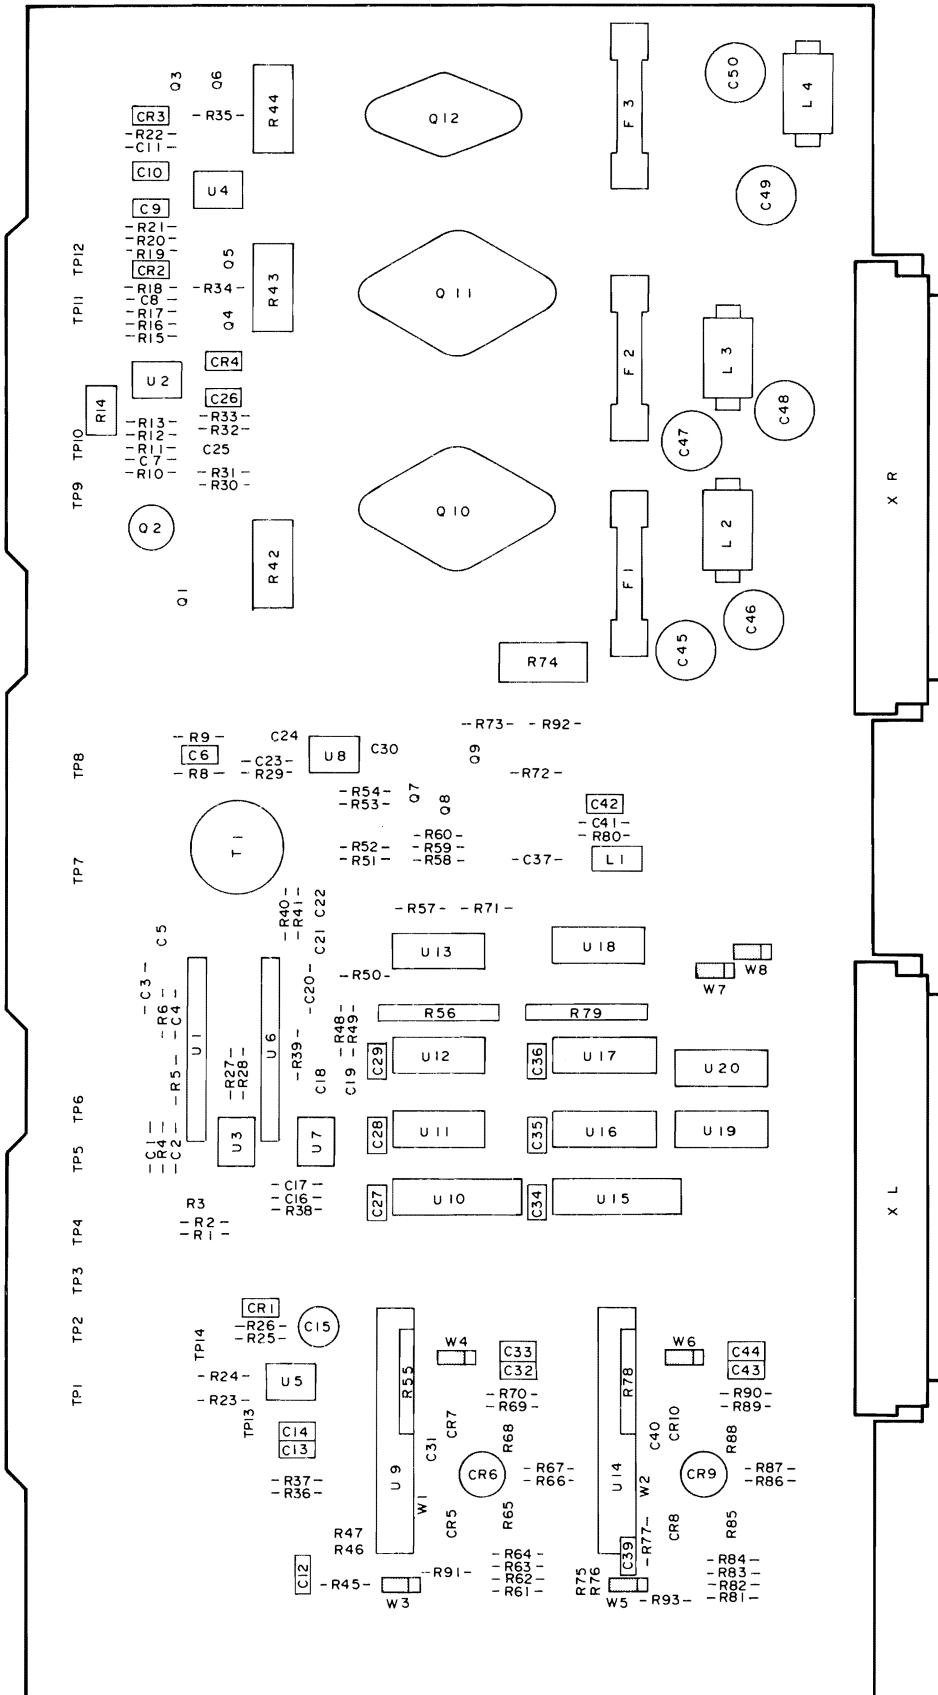 Q3
Q6
CR3
-R22-
-C11-
-R35-
R44
Q12
F3
C50
L4
C10
U4
C9
-R21-
-R20-
-R19-
CR2
-R18-
-C8-
-R17-
-R16-
-R15-
TP12
TP11
Q5
-R34-
Q4
R43
Q11
C49
CR4
U2
R14
C26
-R33-
-R32-
-R13-
-R12-
-R11-
-C7-
-R10-
C25
-R31-
-R30-
TP10
TP9
F2
L3
C48
C47
XR
Q2
Q1
R42
Q10
F1
L2
C46
C45
R74
--R73--
-R92-
-R9-
C6
-R8-
C24
-C23-
-R29-
U8
C30
Q9
-R72-
TP8
-R54-
-R53-
Q7
Q8
C42
-C41-
-R80-
T1
-R52-
-R51-
-R60-
-R59-
-R58-
-C37-
L1
TP7
-R40-
-R41-
C22
C21
-R57-
-R71-
C5
U13
U18
W8
W7
-C3-
-R6-
-C4-
-C20-
-R50-
U1
U6
R56
R79
-R5-
-R27-
-R28-
-R39-
C18
-R48-
-R49-
C19
C29
U12
C36
U17
U20
TP6
TP5
-C1-
-R4-
-C2-
U3
U7
C28
U11
C35
U16
U19
-C17-
-C16-
-R38-
C27
U10
C34
U15
R3
-R2-
-R1-
TP4
XL
TP3
TP2
CR1
-R26-
-R25-
C15
TP14
W4
C33
C32
W6
C44
C43
-R24-
-R23-
U5
R55
R78
TP1
TP13
-R70-
-R69-
-R90-
-R89-
C14
C13
C31
CR7
R68
C40
CR10
R88
-R37-
-R36-
U9
CR6
-R67-
-R66-
U14
CR9
-R87-
-R86-
W1
CR5
R65
W2
CR8
R85
R47
R46
-R77-
C39
C12
-R45-
W3
-R91-
-R64-
-R63-
-R62-
-R61-
R75
R76
W5
-R93-
-R84-
-R83-
-R82-
-R81-